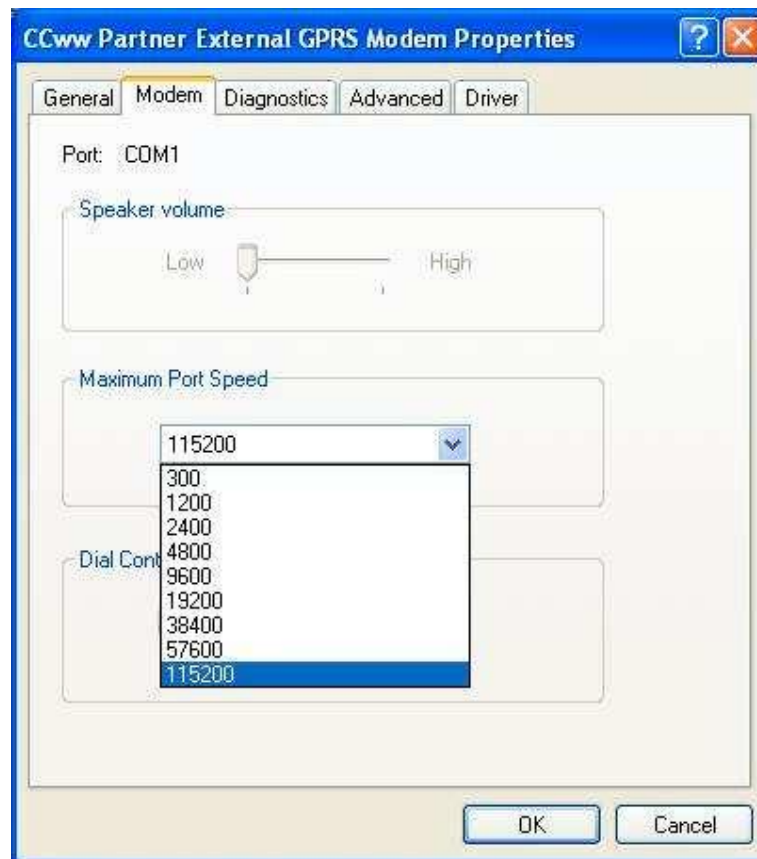 CCww Partner External GPRS Modem Properties
General Modem Diagnostics Advanced Driver
Port: COM1
Speaker volume
Low High
Maximum Port Speed
115200
300
1200
2400
4800
9600
19200
38400
57600
115200
Dial Cont
OK Cancel